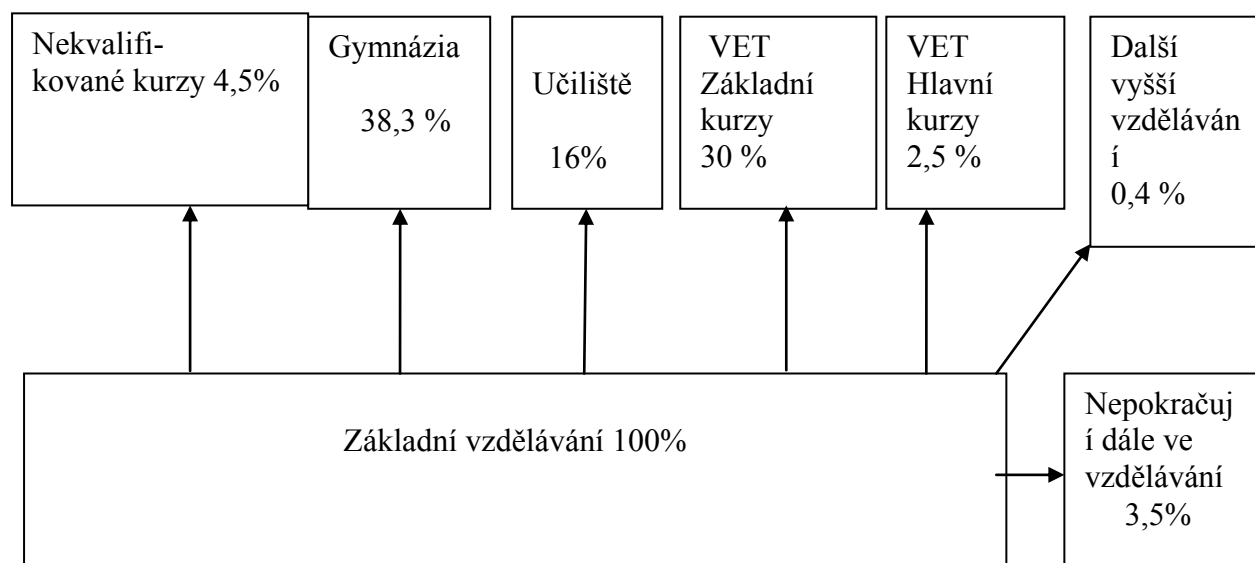 Nekvalifi-
kované kurzy 4,5%
Gymnázia
38,3 %
Učiliště
16%
VET
Základní
kurzy
30 %
VET
Hlavní
kurzy
2,5 %
Další
vyšší
vzděláván
í
0,4 %
Základní vzdělávání 100%
Nepokračuj
í dále ve
vzdělávání
3,5%